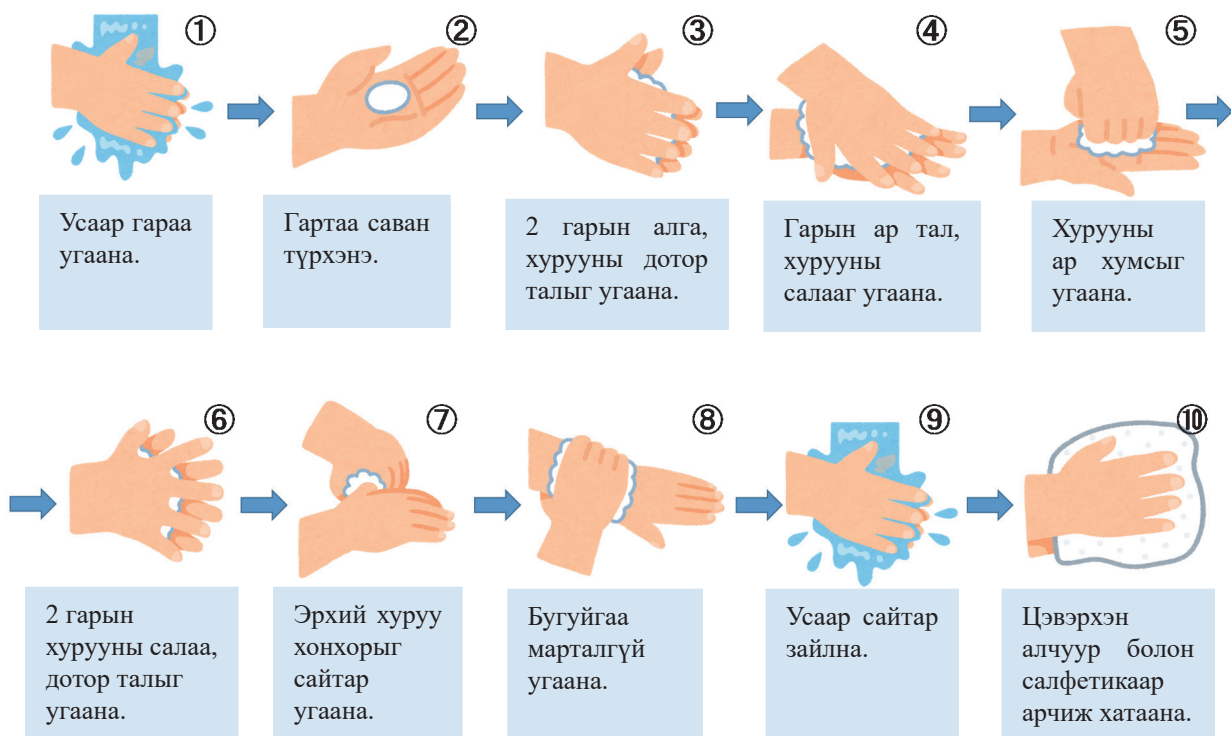 ①
Усаар гараа
угаана.
②
Гартаа саван
түрхэнэ.
③
2 гарын алга,
хурууны дотор
талыг угаана.
④
Гарын ар тал,
хурууны
салааг угаана.
⑤
Хурууны
ар хумсыг
угаана.
⑥
2 гарын
хурууны салаа,
дотор талыг
угаана.
⑦
Эрхий хуруу
хонхорыг
сайтар
угаана.
⑧
Бугуйгаа
марталгүй
угаана.
⑨
Усаар сайтар
зайлна.
⑩
Цэвэрхэн
алчуур болон
салфетикаар
арчиж хатаана.